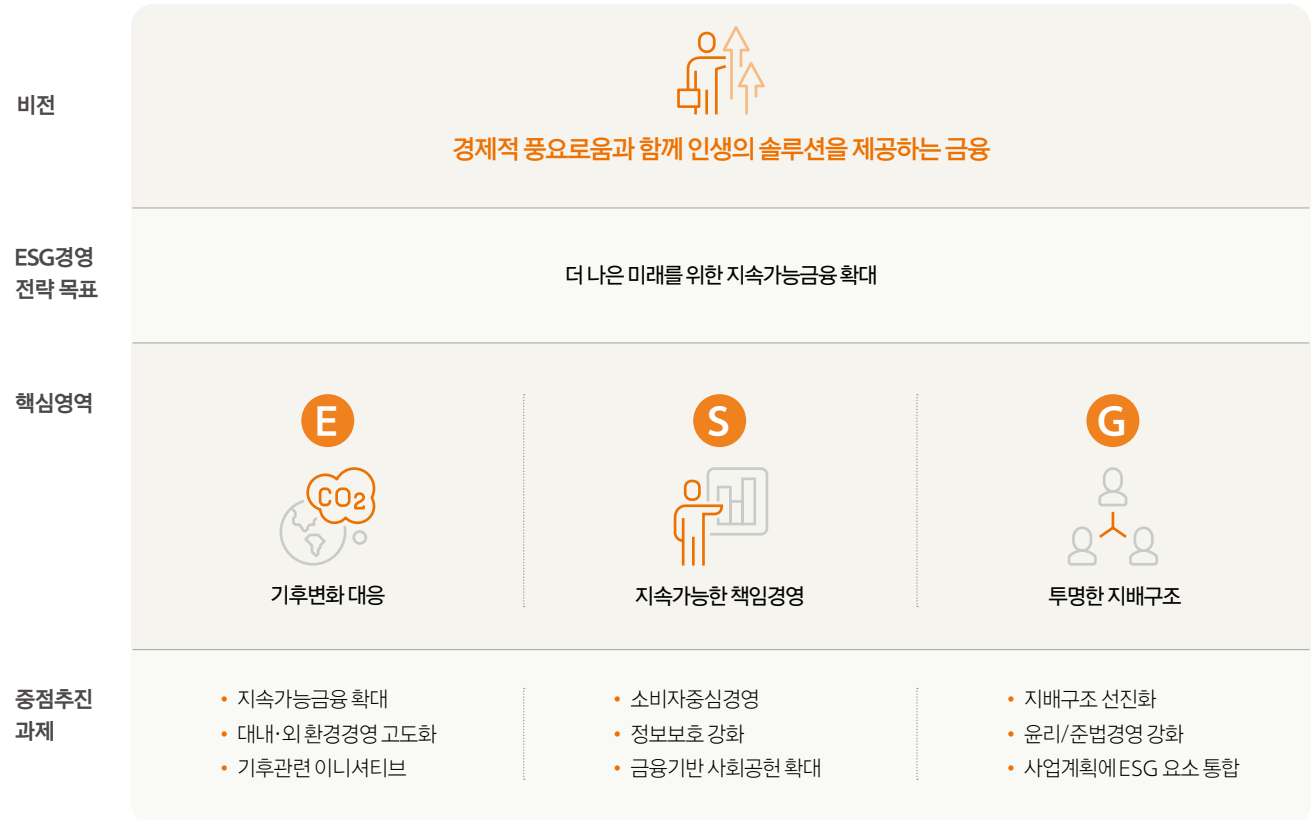 비전
경제적 풍요로움과 함께 인생의 솔루션을 제공하는 금융
ESG경영
전략 목표
더 나은 미래를 위한 지속가능금융 확대
핵심영역
E
CO2
기후변화 대응
S
지속가능한 책임경영
G
투명한 지배구조
중점추진
과제
• 지속가능금융 확대
• 대내·외 환경경영 고도화
• 기후관련 이니셔티브
• 소비자중심경영
• 정보보호 강화
• 금융기반 사회공헌 확대
• 지배구조 선진화
• 윤리/준법경영 강화
• 사업계획에 ESG 요소 통합